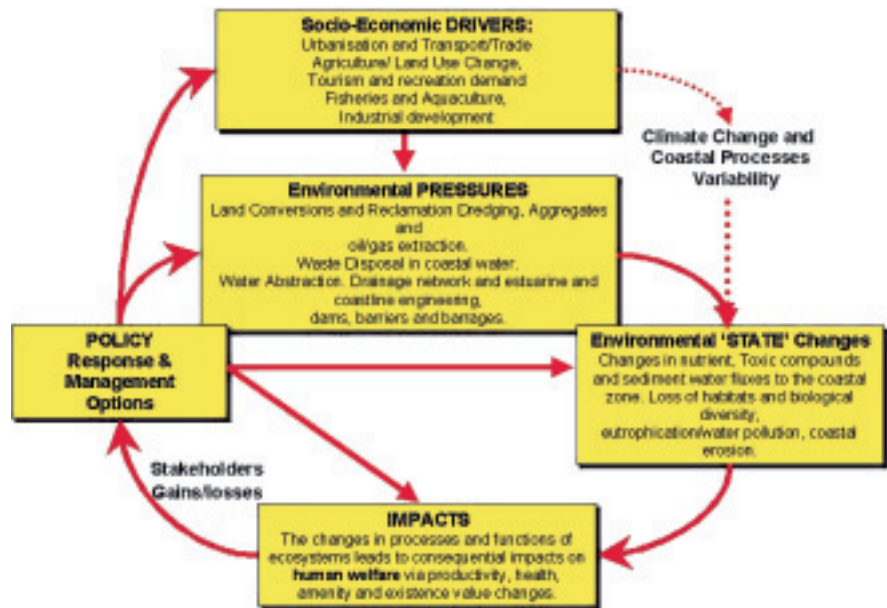 Socio-Economic DRIVERS:
Urbanisation and Transport/Trade
Agriculture/ Land Use Change,
Tourism and recreation demand
Fisheries and Aquaculture,
Industrial development
Climate Change and
Coastal Processes
Variability
Environmental PRESSURES
Land Conversions and Reclamation Dredging, Aggregates
and
oil/gas extraction.
Waste Disposal in coastal water,
Water Abstraction. Drainage network and estuarine and
coastline engineering,
dams, barriers and barrages.
POLICY
Response &
Management
Options
Environmental 'STATE' Changes
Changes in nutrient, Toxic compounds
and sediment water fluxes to the coastal
zone. Loss of habitats and biological
diversity,
eutrophication/water pollution, coastal
erosion.
Stakeholders
Gains/losses
IMPACTS
The changes in processes and functions of
ecosystems leads to consequential impacts on
human welfare via productivity, health,
amenity and existence value changes.